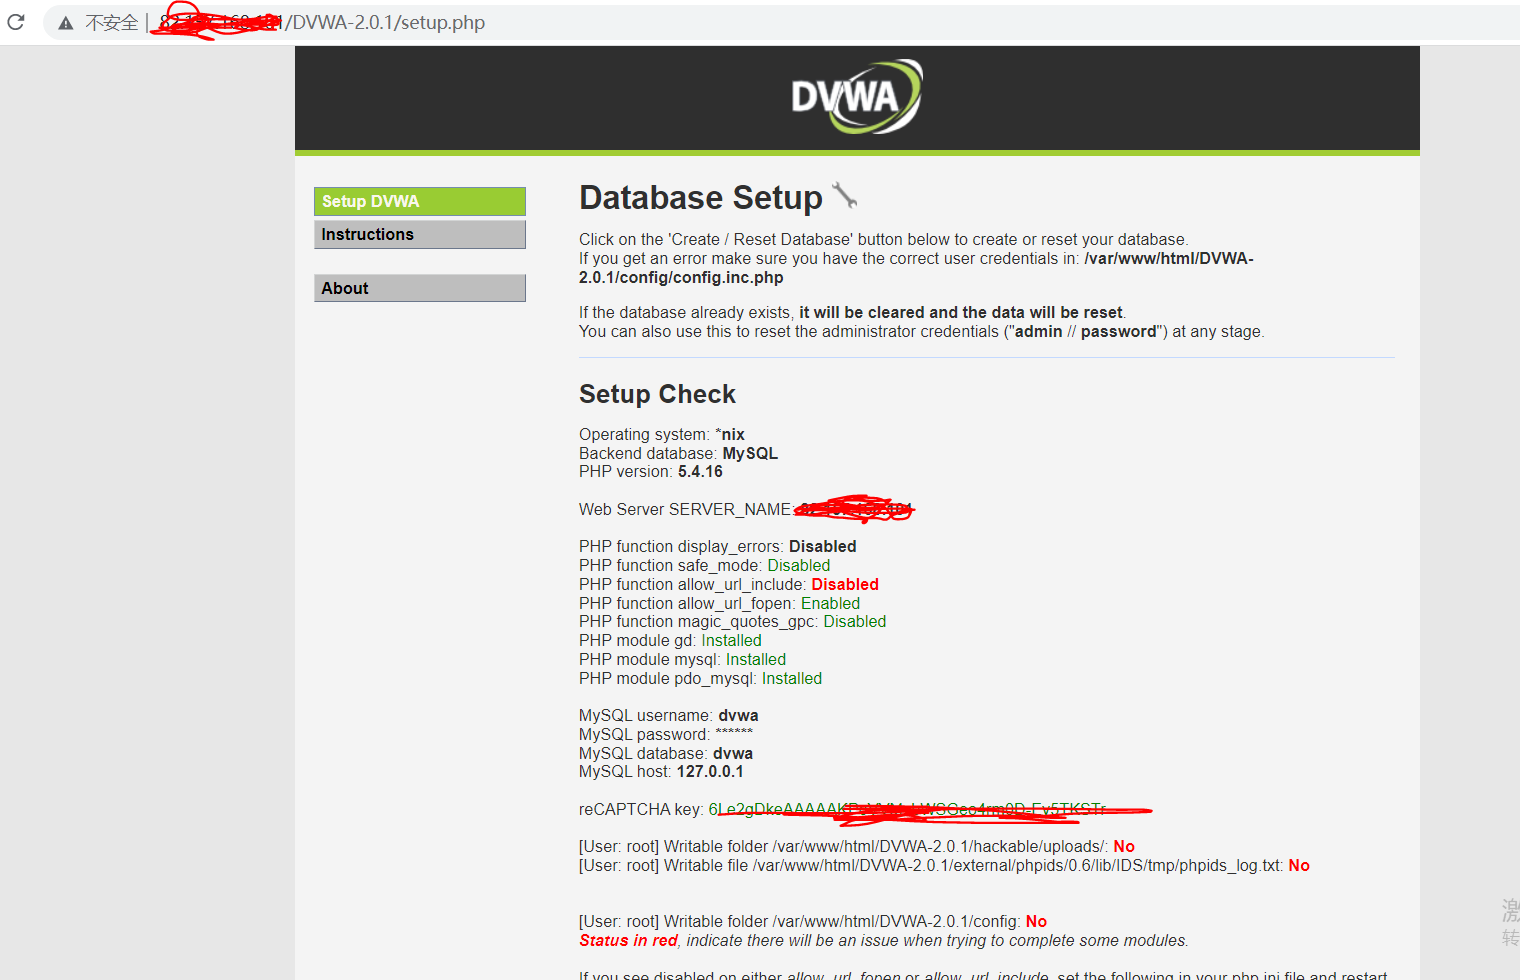 不安全 | /DVWA-2.0.1/setup.php
DVWA
Setup DVWA
Instructions
About
Database Setup
Click on the 'Create / Reset Database' button below to create or reset your database.
If you get an error make sure you have the correct user credentials in: /var/www/html/DVWA-
2.0.1/config/config.inc.php
If the database already exists, it will be cleared and the data will be reset.
You can also use this to reset the administrator credentials ("admin // password") at any stage.
Setup Check
Operating system: *nix
Backend database: MySQL
PHP version: 5.4.16
Web Server SERVER_NAME:
PHP function display_errors: Disabled
PHP function safe_mode: Disabled
PHP function allow_url_include: Disabled
PHP function allow_url_fopen: Enabled
PHP function magic_quotes_gpc: Disabled
PHP module gd: Installed
PHP module mysql: Installed
PHP module pdo_mysql: Installed
MySQL username: dvwa
MySQL password: ******
MySQL database: dvwa
MySQL host: 127.0.0.1
reCAPTCHA key:
[User: root] Writable folder /var/www/html/DVWA-2.0.1/hackable/uploads/: No
[User: root] Writable file /var/www/html/DVWA-2.0.1/external/phpids/0.6/lib/IDS/tmp/phpids_log.txt: No
[User: root] Writable folder /var/www/html/DVWA-2.0.1/config: No
Status in red, indicate there will be an issue when trying to complete some modules.
If you see disabled on either allow_url_fopen or allow_url_include, set the following in your php.ini file and restart
激
转